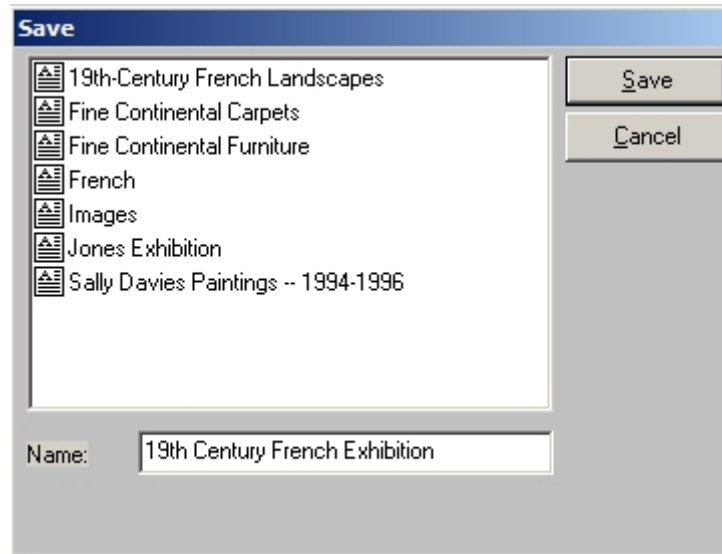 Save
19th-Century French Landscapes
Fine Continental Carpets
Fine Continental Furniture
French
Images
Jones Exhibition
Sally Davies Paintings -- 1994-1996
Save
Cancel
Name: 19th Century French Exhibition